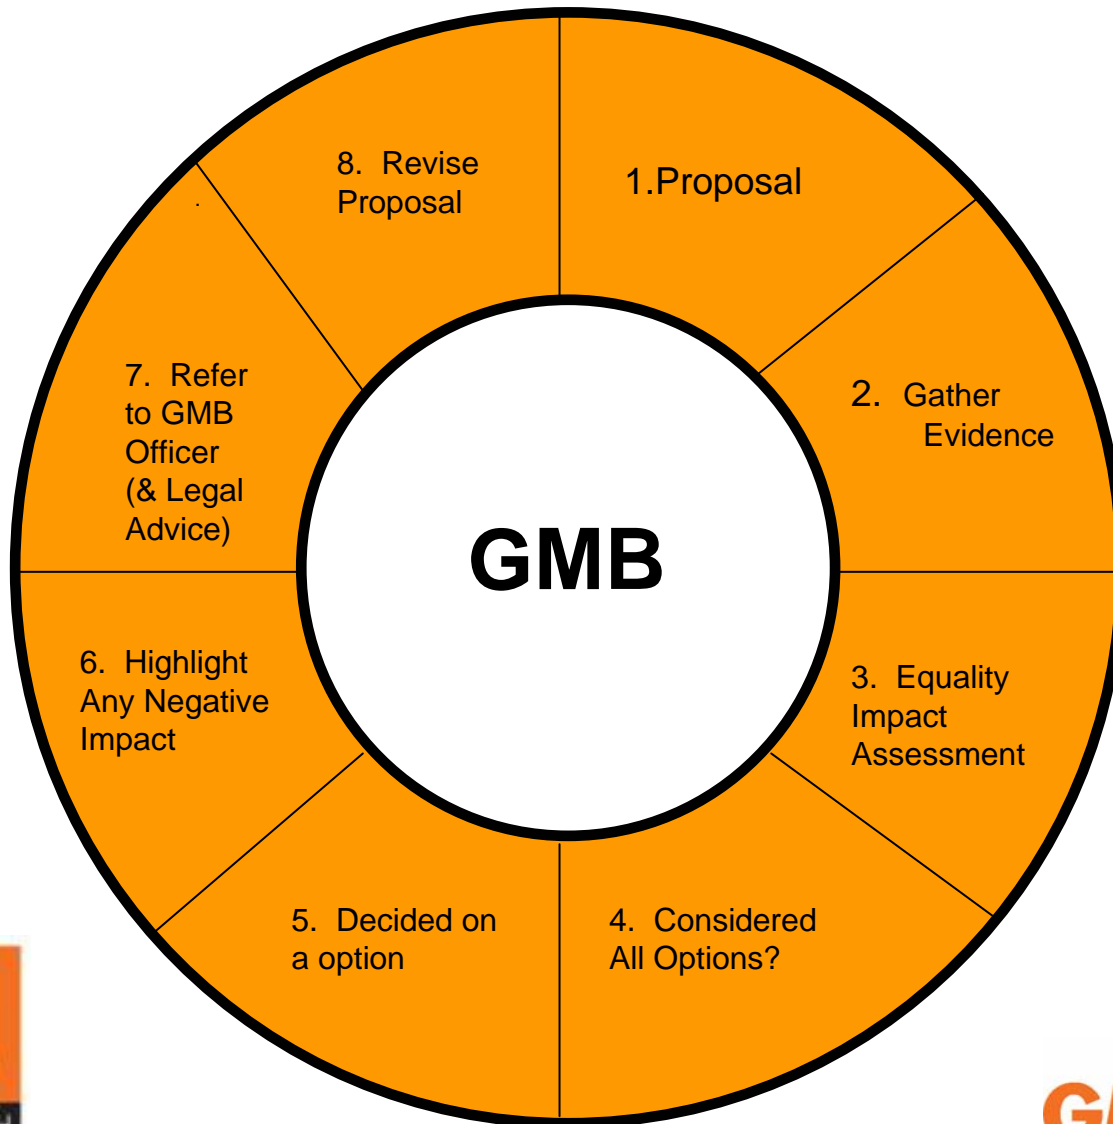 1.Proposal
2. Gather
Evidence
3. Equality
Impact
Assessment
4. Considered
All Options?
5. Decided on
a option
6. Highlight
Any Negative
Impact
7. Refer
to GMB
Officer
(& Legal
Advice)
8. Revise
Proposal
GMB